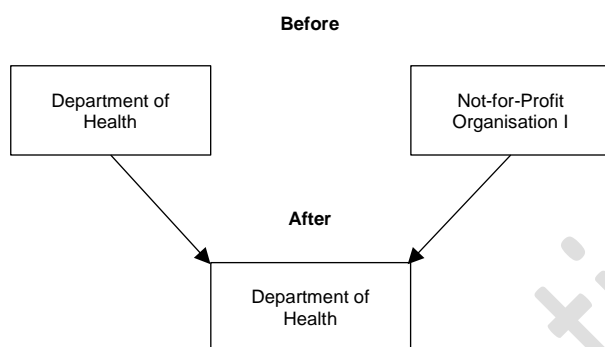 Before
Department of
Health
Not-for-Profit
Organisation I
After
Department of
Health